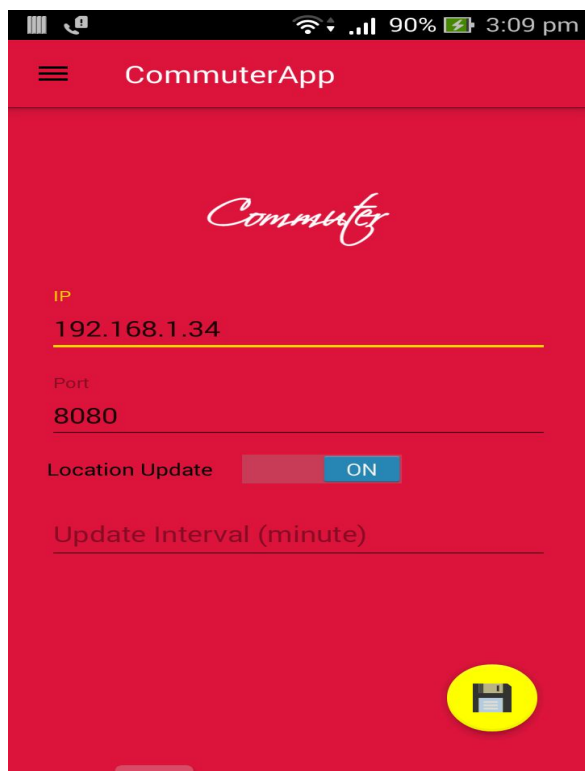 90% 3:09 pm
CommuterApp
Commuter
IP
192.168.1.34
Port
8080
Location Update ON
Update Interval (minute)